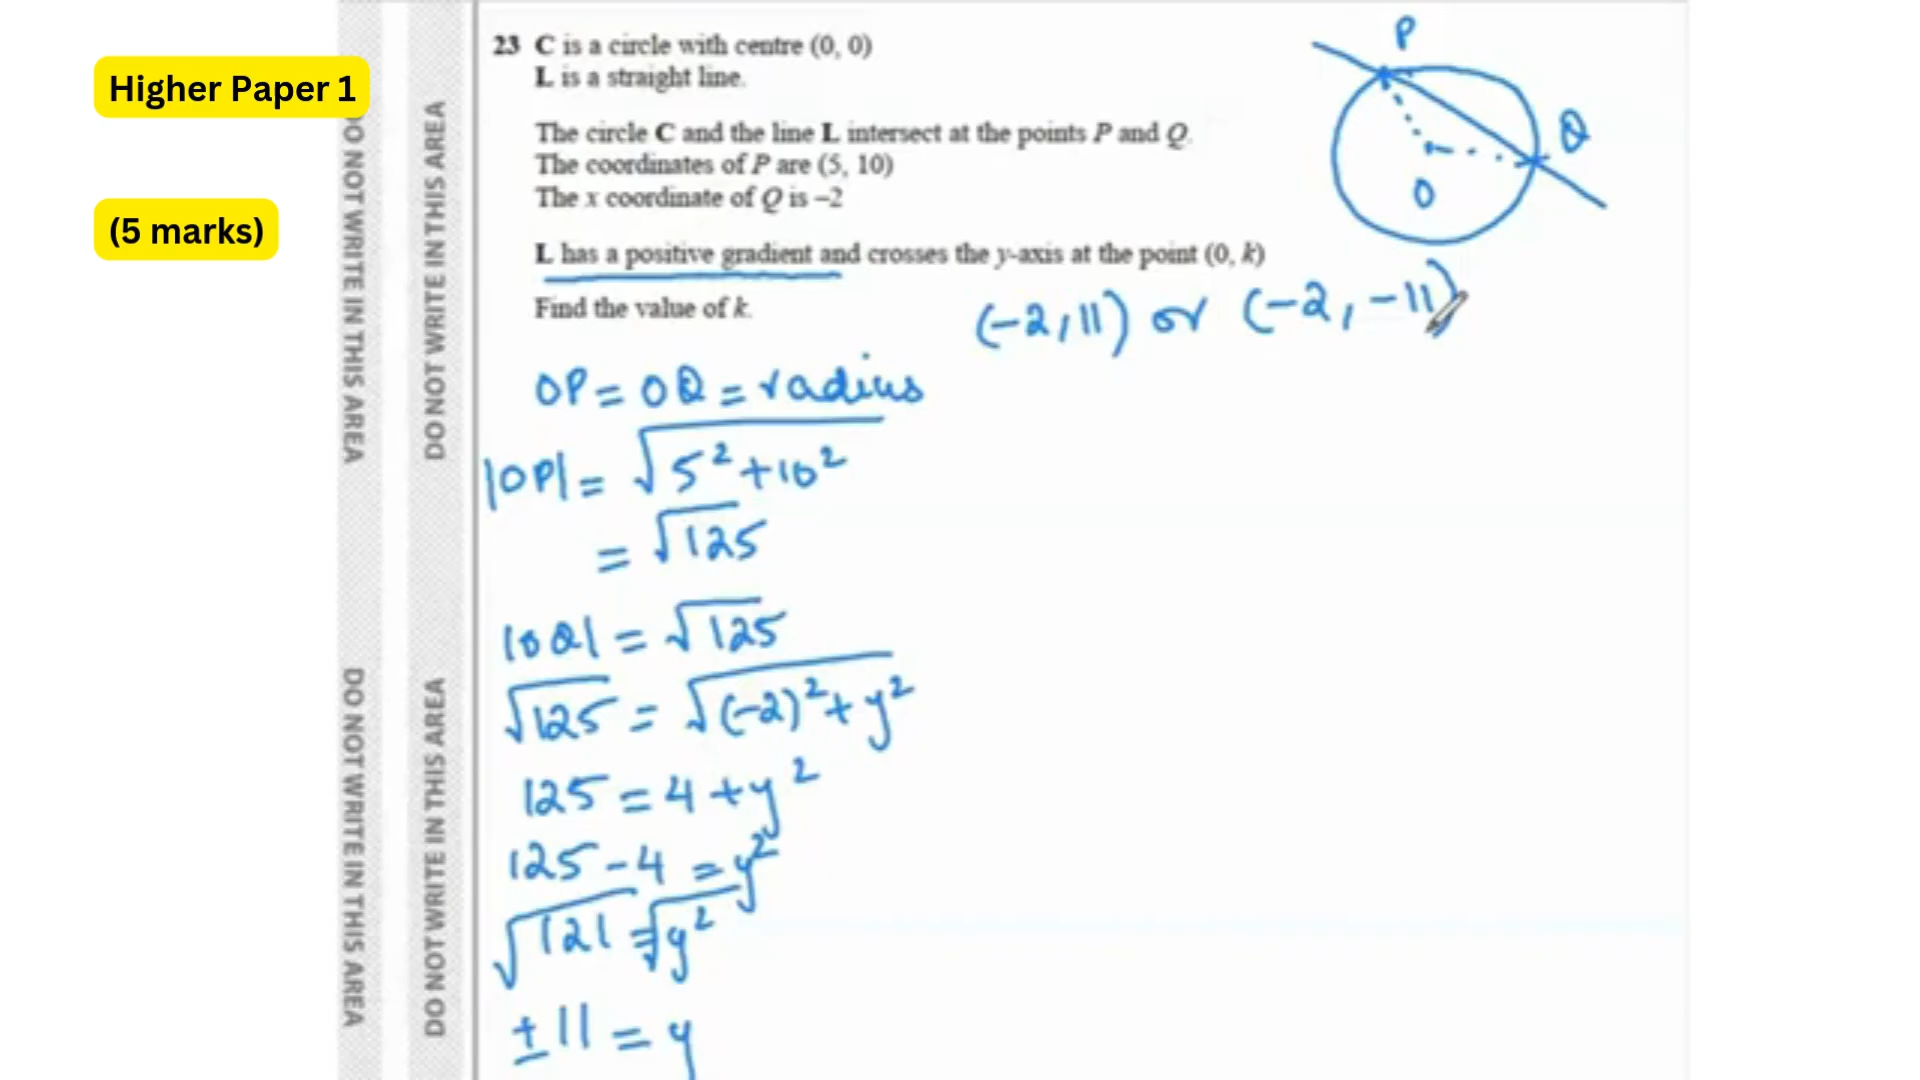 Higher Paper 1
(5 marks)
DO NOT WRITE IN THIS AREA
DO NOT WRITE IN THIS AREA
DO NOT WRITE IN THIS AREA
DO NOT WRITE IN THIS AREA
23 C is a circle with centre (0, 0)
L is a straight line.
The circle C and the line L intersect at the points P and Q.
The coordinates of P are (5, 10)
The x coordinate of Q is –2
L has a positive gradient and crosses the y-axis at the point (0, k)
Find the value of k.
P
Q
O
(-2,11) or (-2,-11)
OP = OQ = radius
|OP| = √5²+10²
= √125
|OQ| = √125
√125 = √(-2)²+y²
125 = 4 + y²
125 - 4 = y²
√121 = √y²
±11 = y